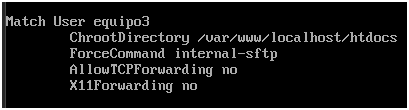 Match User equipo3
ChrootDirectory /var/www/localhost/htdocs
ForceCommand internal-sftp
AllowTCPForwarding no
X11Forwarding no